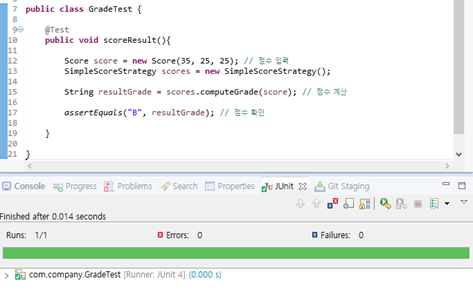 7 public class GradeTest {
8
9 @Test
10 public void scoreResult(){
11
12 Score score = new Score(35, 25, 25); // 점수 입력
13 SimpleScoreStrategy scores = new SimpleScoreStrategy();
14
15 String resultGrade = scores.computeGrade(score); // 점수 계산
16
17 assertEquals("B", resultGrade); // 점수 확인
18
19 }
20
21 }
Console Progress Problems Search Properties JUnit Git Staging
Finished after 0.014 seconds
Runs: 1/1 Errors: 0 Failures: 0
com.company.GradeTest [Runner: JUnit 4] (0.000 s)